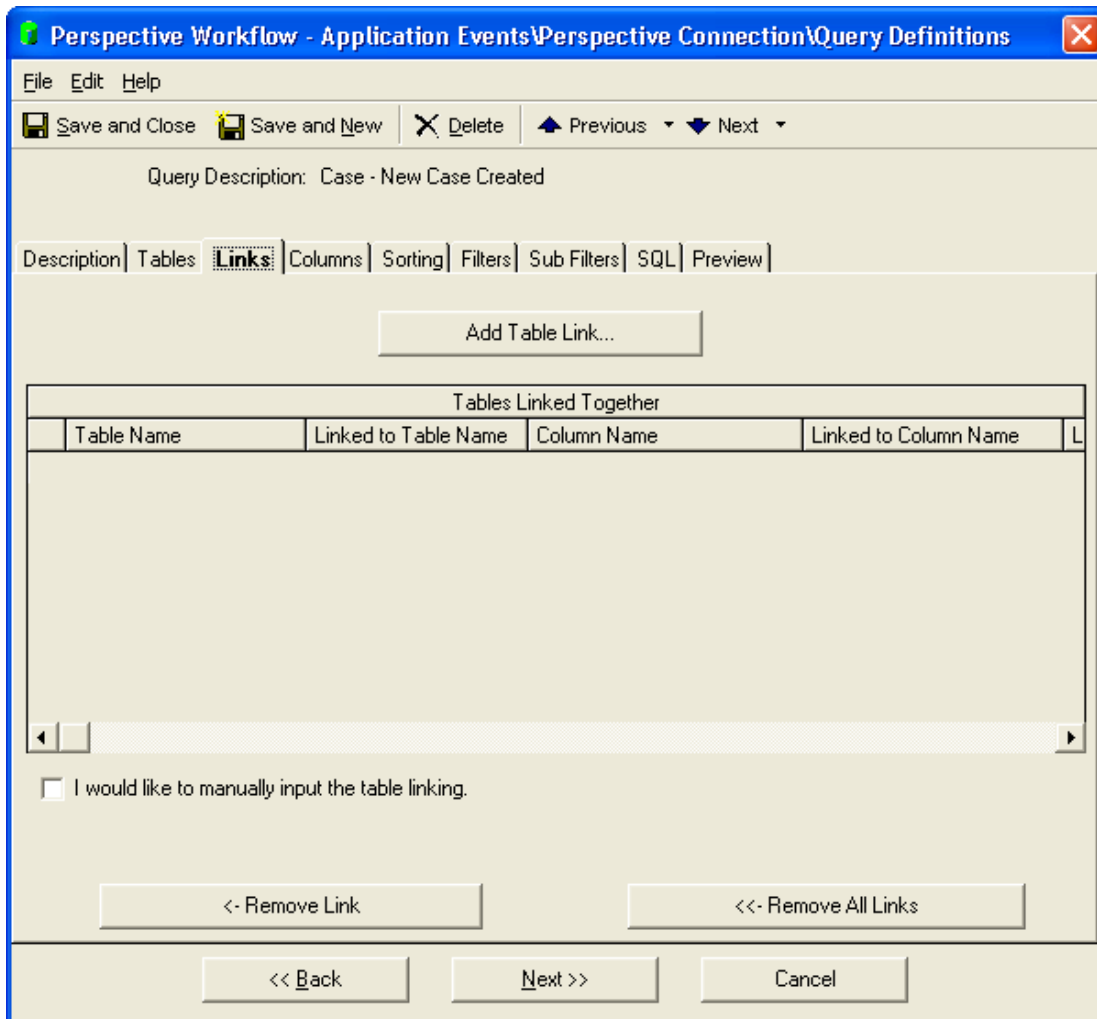 Perspective Workflow - Application Events\Perspective Connection\Query Definitions
File Edit Help
Save and Close Save and New Delete Previous Next
Query Description: Case - New Case Created
Description Tables Links Columns Sorting Filters Sub Filters SQL Preview
Add Table Link...
Tables Linked Together
Table Name Linked to Table Name Column Name Linked to Column Name L
I would like to manually input the table linking.
<- Remove Link <<- Remove All Links
<< Back Next >> Cancel